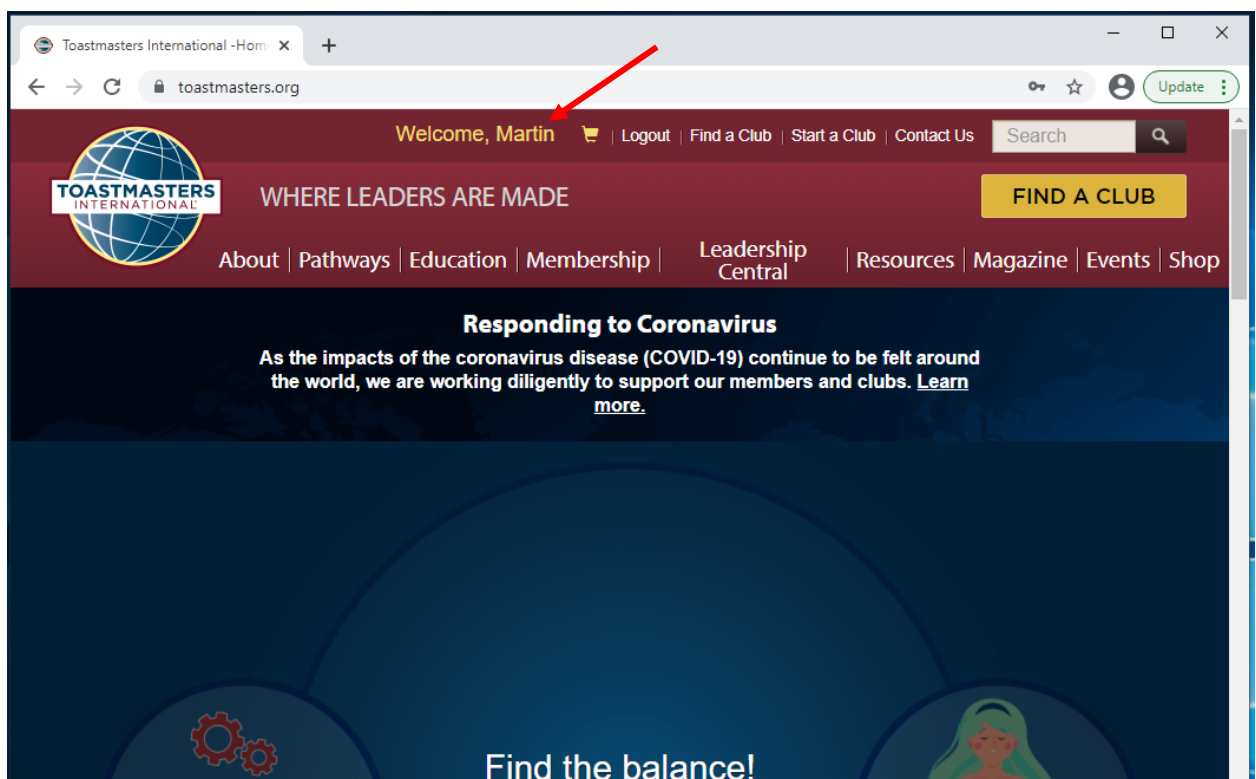 Toastmasters International -Hom
toastmasters.org
Update
Welcome, Martin | Logout | Find a Club | Start a Club | Contact Us Search
TOASTMASTERS
INTERNATIONAL
WHERE LEADERS ARE MADE
FIND A CLUB
About | Pathways | Education | Membership | Leadership Central | Resources | Magazine | Events | Shop
Responding to Coronavirus
As the impacts of the coronavirus disease (COVID-19) continue to be felt around
the world, we are working diligently to support our members and clubs. Learn
more.
Find the balance!